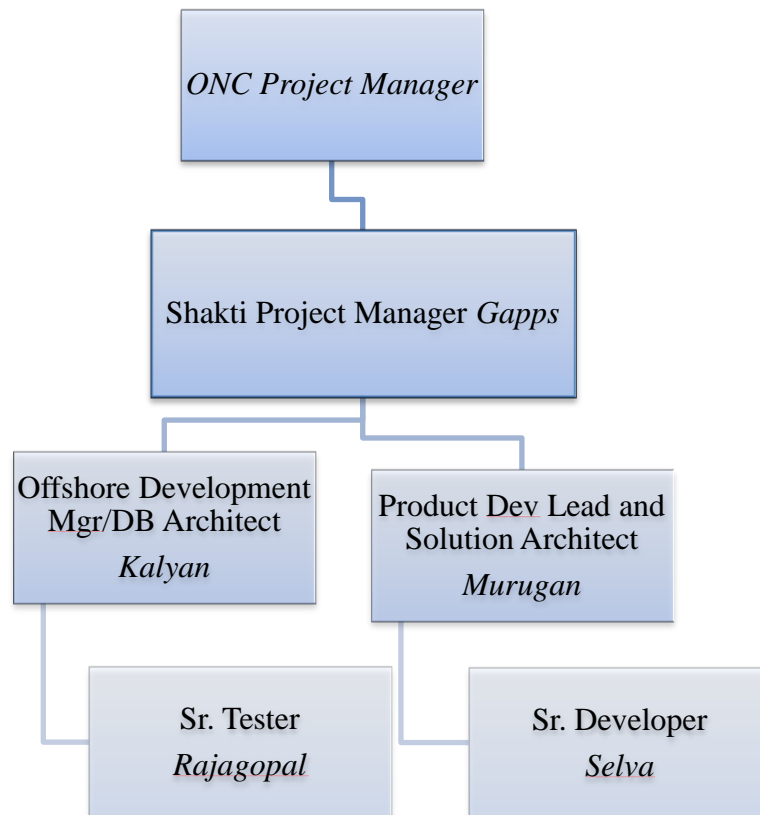 ONC Project Manager
Shakti Project Manager Gapps
Offshore Development
Mgr/DB Architect
Kalyan
Product Dev Lead and
Solution Architect
Murugan
Sr. Tester
Rajagopal
Sr. Developer
Selva